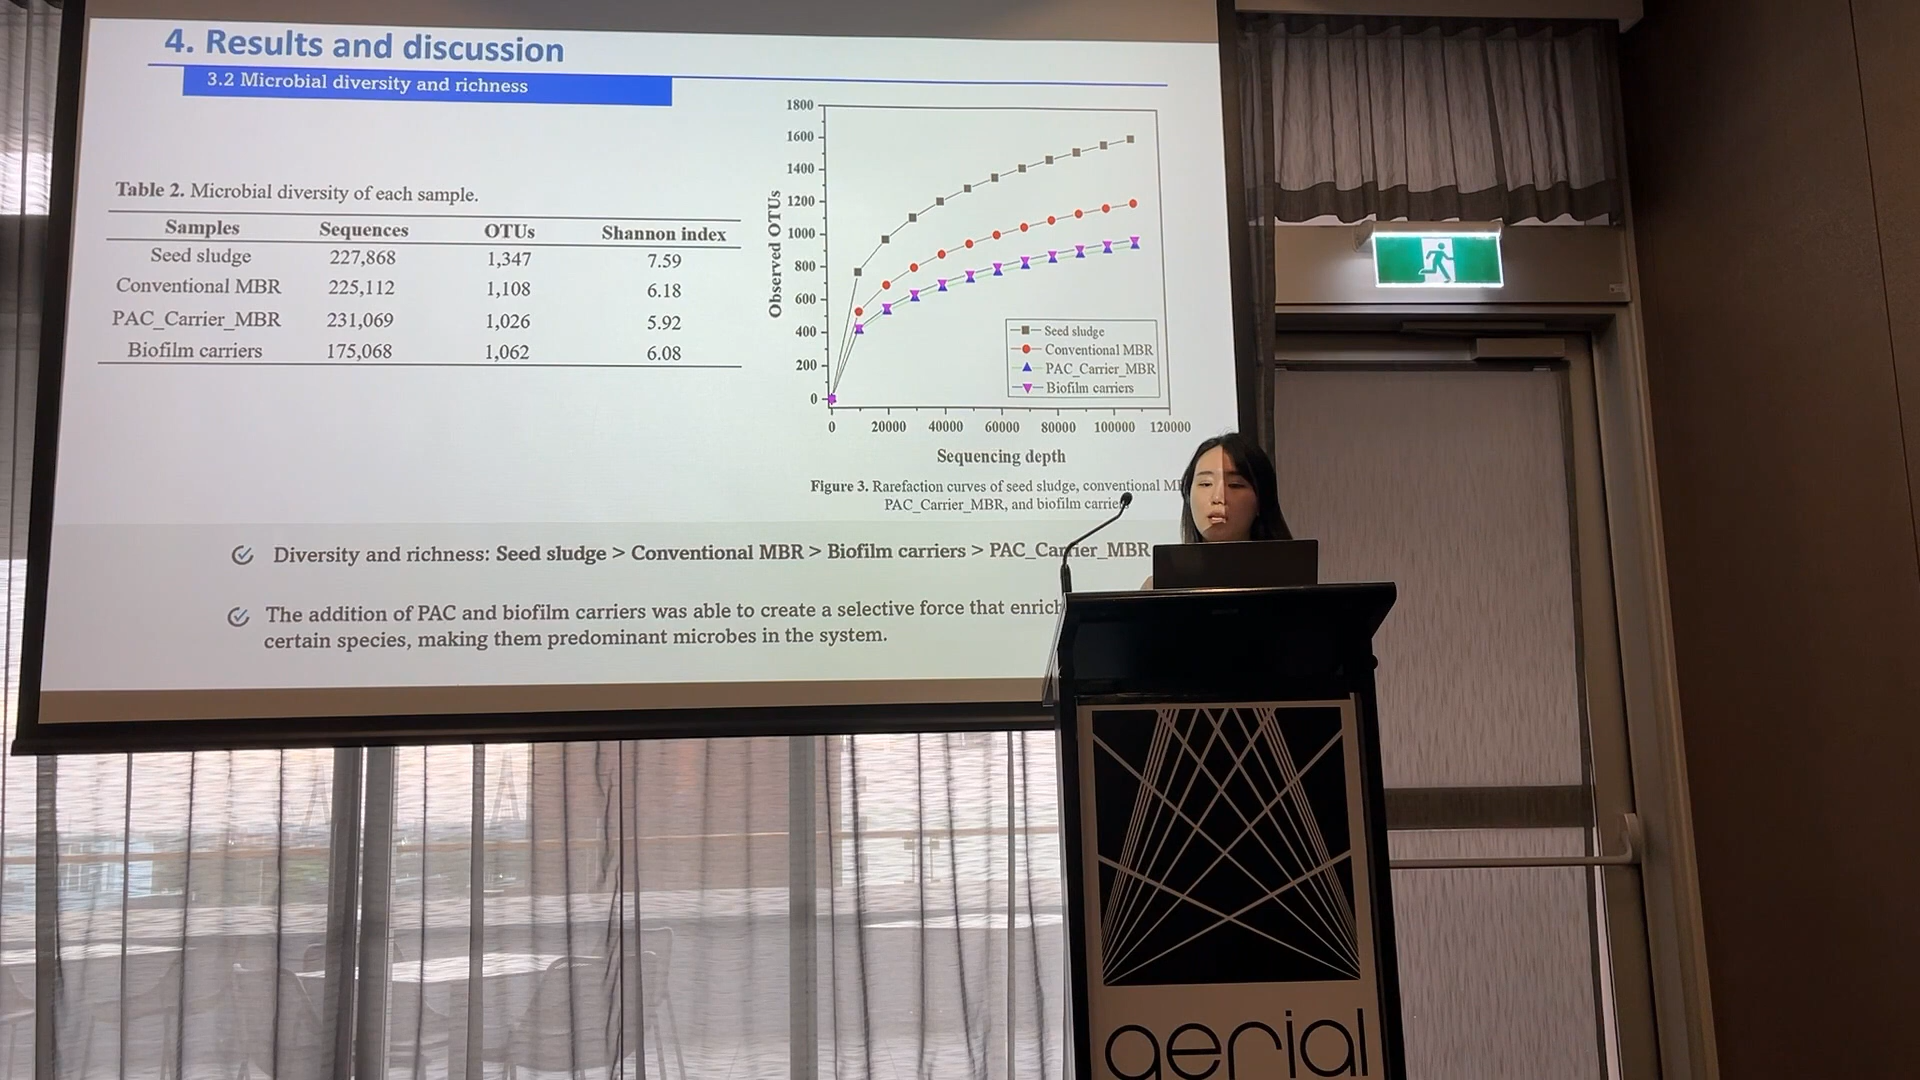 4. Results and discussion
3.2 Microbial diversity and richness
Table 2. Microbial diversity of each sample.
Samples Sequences OTUs Shannon index
Seed sludge 227,868 1,347 7.59
Conventional MBR 225,112 1,108 6.18
PAC_Carrier_MBR 231,069 1,026 5.92
Biofilm carriers 175,068 1,062 6.08
Observed OTUs
1800
1600
1400
1200
1000
800
600
400
200
0
Seed sludge
Conventional MBR
PAC_Carrier_MBR
Biofilm carriers
0 20000 40000 60000 80000 100000 120000
Sequencing depth
Figure 3. Rarefaction curves of seed sludge, conventional
PAC_Carrier_MBR, and biofilm
Diversity and richness: Seed sludge > Conventional MBR > Biofilm carriers > PAC_Carrier_MBR
The addition of PAC and biofilm carriers was able to create a selective force that
certain species, making them predominant microbes in the system.
aerial